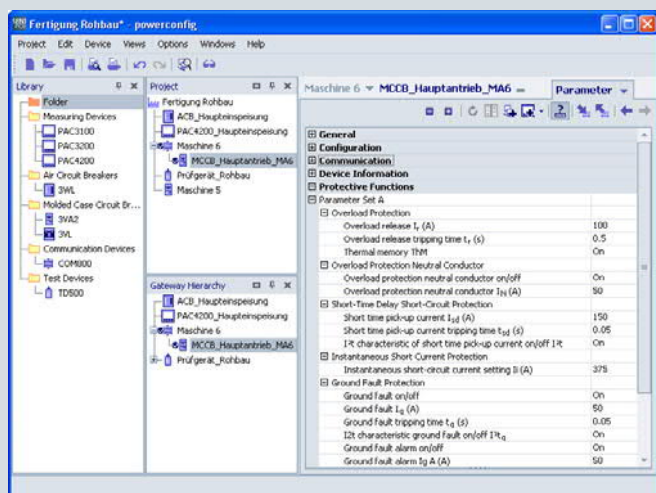 Fertigung Rohbau* - powerconfig
Project Edit Device Views Options Windows Help
Library
Folder
Measuring Devices
PAC3100
PAC3200
PAC4200
Air Circuit Breakers
3WL
Molded Case Circuit Br...
3VA2
3VL
Communication Devices
COM800
Test Devices
TD500
Project
Fertigung Rohbau
ACB_Haupteinspeisung
PAC4200_Haupteinspeisung
Maschine 6
MCCB_Hauptantrieb_MA6
Prüfgerät_Rohbau
Maschine 5
Gateway Hierarchy
ACB_Haupteinspeisung
PAC4200_Haupteinspeisung
Maschine 6
MCCB_Hauptantrieb_MA6
Prüfgerät_Rohbau
Maschine 6 MCCB_Hauptantrieb_MA6 Parameter
General
Configuration
Communication
Device Information
Protective Functions
Parameter Set A
Overload Protection
Overload release Ir (A) 100
Overload release tripping time tr (s) 0.5
Thermal memory ThM On
Overload Protection Neutral Conductor
Overload protection neutral conductor on/off On
Overload protection neutral conductor IN (A) 50
Short-Time Delay Short-Circuit Protection
Short time pick-up current Isd (A) 150
Short time pick-up current tripping time tsd (s) 0.05
I²t characteristic of short time pick-up current on/off I²t On
Instantaneous Short Current Protection
Instantaneous short-circuit current setting Ii (A) 375
Ground Fault Protection
Ground fault on/off On
Ground fault Ig (A) 50
Ground fault tripping time tg (s) 0.05
I2t characteristic ground fault on/off I²tg On
Ground fault alarm on/off On
Ground fault alarm Ig A (A) 50